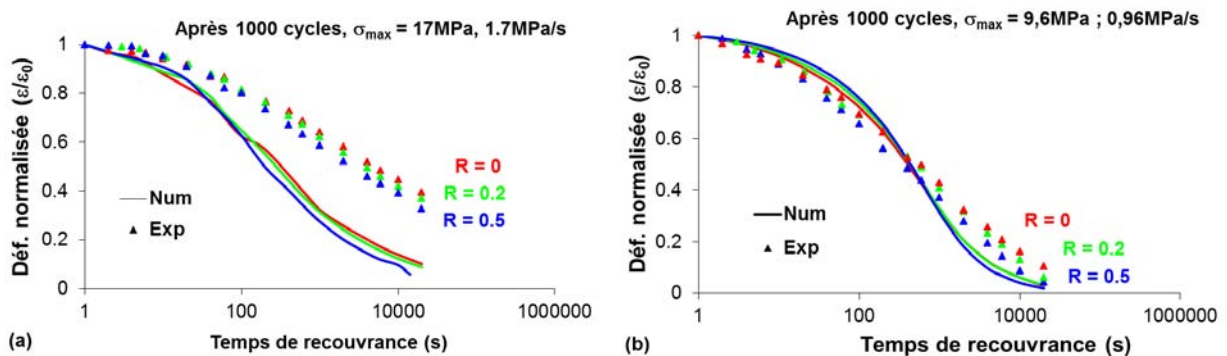 Après 1000 cycles, σmax = 17MPa, 1.7MPa/s
Déf. normalisée (ε/ε0)
1
0.8
0.6
0.4
0.2
0
R = 0
R = 0.2
R = 0.5
Num
Exp
1
100
10000
1000000
Temps de recouvrance (s)
(a)
Après 1000 cycles, σmax = 9,6MPa ; 0,96MPa/s
Déf. normalisée (ε/ε0)
1
0.8
0.6
0.4
0.2
0
Num
Exp
R = 0
R = 0.2
R = 0.5
1
100
10000
1000000
Temps de recouvrance (s)
(b)